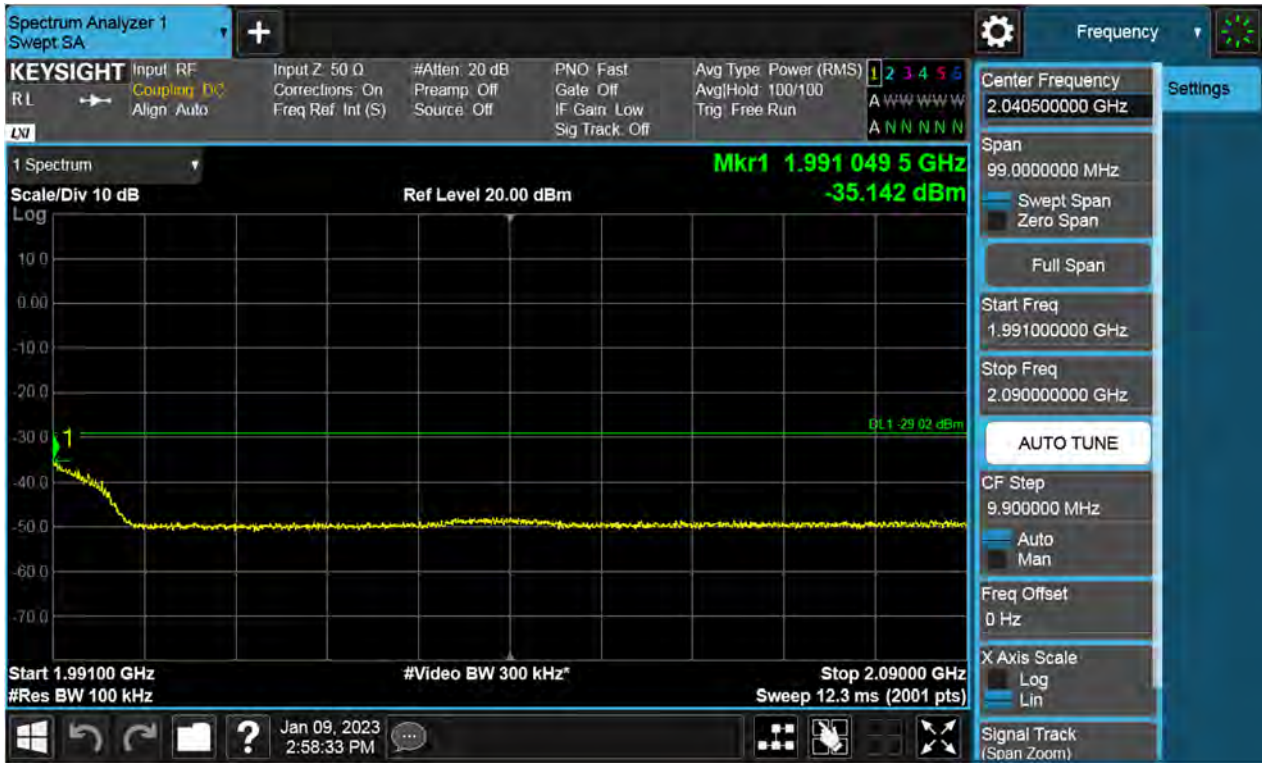 Spectrum Analyzer 1
Swept SA
+
Frequency
KEYSIGHT
RL
LXI
Input: RF
Coupling: DC
Align: Auto
Input Z: 50 Ω
Corrections: On
Freq Ref: Int (S)
#Atten: 20 dB
Preamp: Off
Source: Off
PNO: Fast
Gate: Off
IF Gain: Low
Sig Track: Off
Avg Type: Power (RMS)
Avg|Hold: 100/100
Trig: Free Run
1 2 3 4 5 6
A W W W W W
A N N N N N
1 Spectrum
Mkr1 1.991 049 5 GHz
Scale/Div 10 dB
Ref Level 20.00 dBm
-35.142 dBm
Log
10.0
0.00
-10.0
-20.0
-30.0
-40.0
-50.0
-60.0
-70.0
1
DL1 -29.02 dBm
Start 1.99100 GHz
#Video BW 300 kHz*
Stop 2.09000 GHz
#Res BW 100 kHz
Sweep 12.3 ms (2001 pts)
Center Frequency
2.040500000 GHz
Settings
Span
99.0000000 MHz
Swept Span
Zero Span
Full Span
Start Freq
1.991000000 GHz
Stop Freq
2.090000000 GHz
AUTO TUNE
CF Step
9.900000 MHz
Auto
Man
Freq Offset
0 Hz
X Axis Scale
Log
Lin
Signal Track
(Span Zoom)
?
Jan 09, 2023
2:58:33 PM